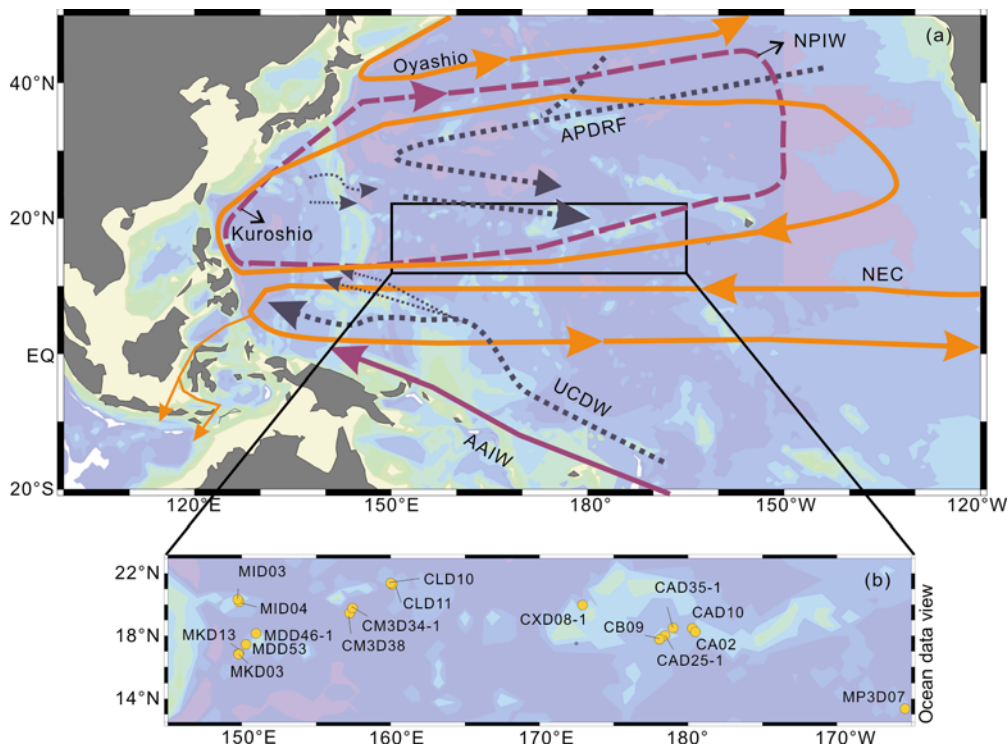 (a)
NPIW
Oyashio
40°N
APDRF
20°N
Kuroshio
NEC
EQ
UCDW
AAIW
20°S
120°E
150°E
180°
150°W
120°W
(b)
22°N
MID03
CLD10
CAD35-1
MID04
CLD11
CXD08-1
CAD10
18°N
MKD13
MDD46-1
CM3D34-1
CB09
MDD53
CM3D38
CA02
MKD03
CAD25-1
14°N
MP3D07
150°E
160°E
170°E
180°
170°W
Ocean data view